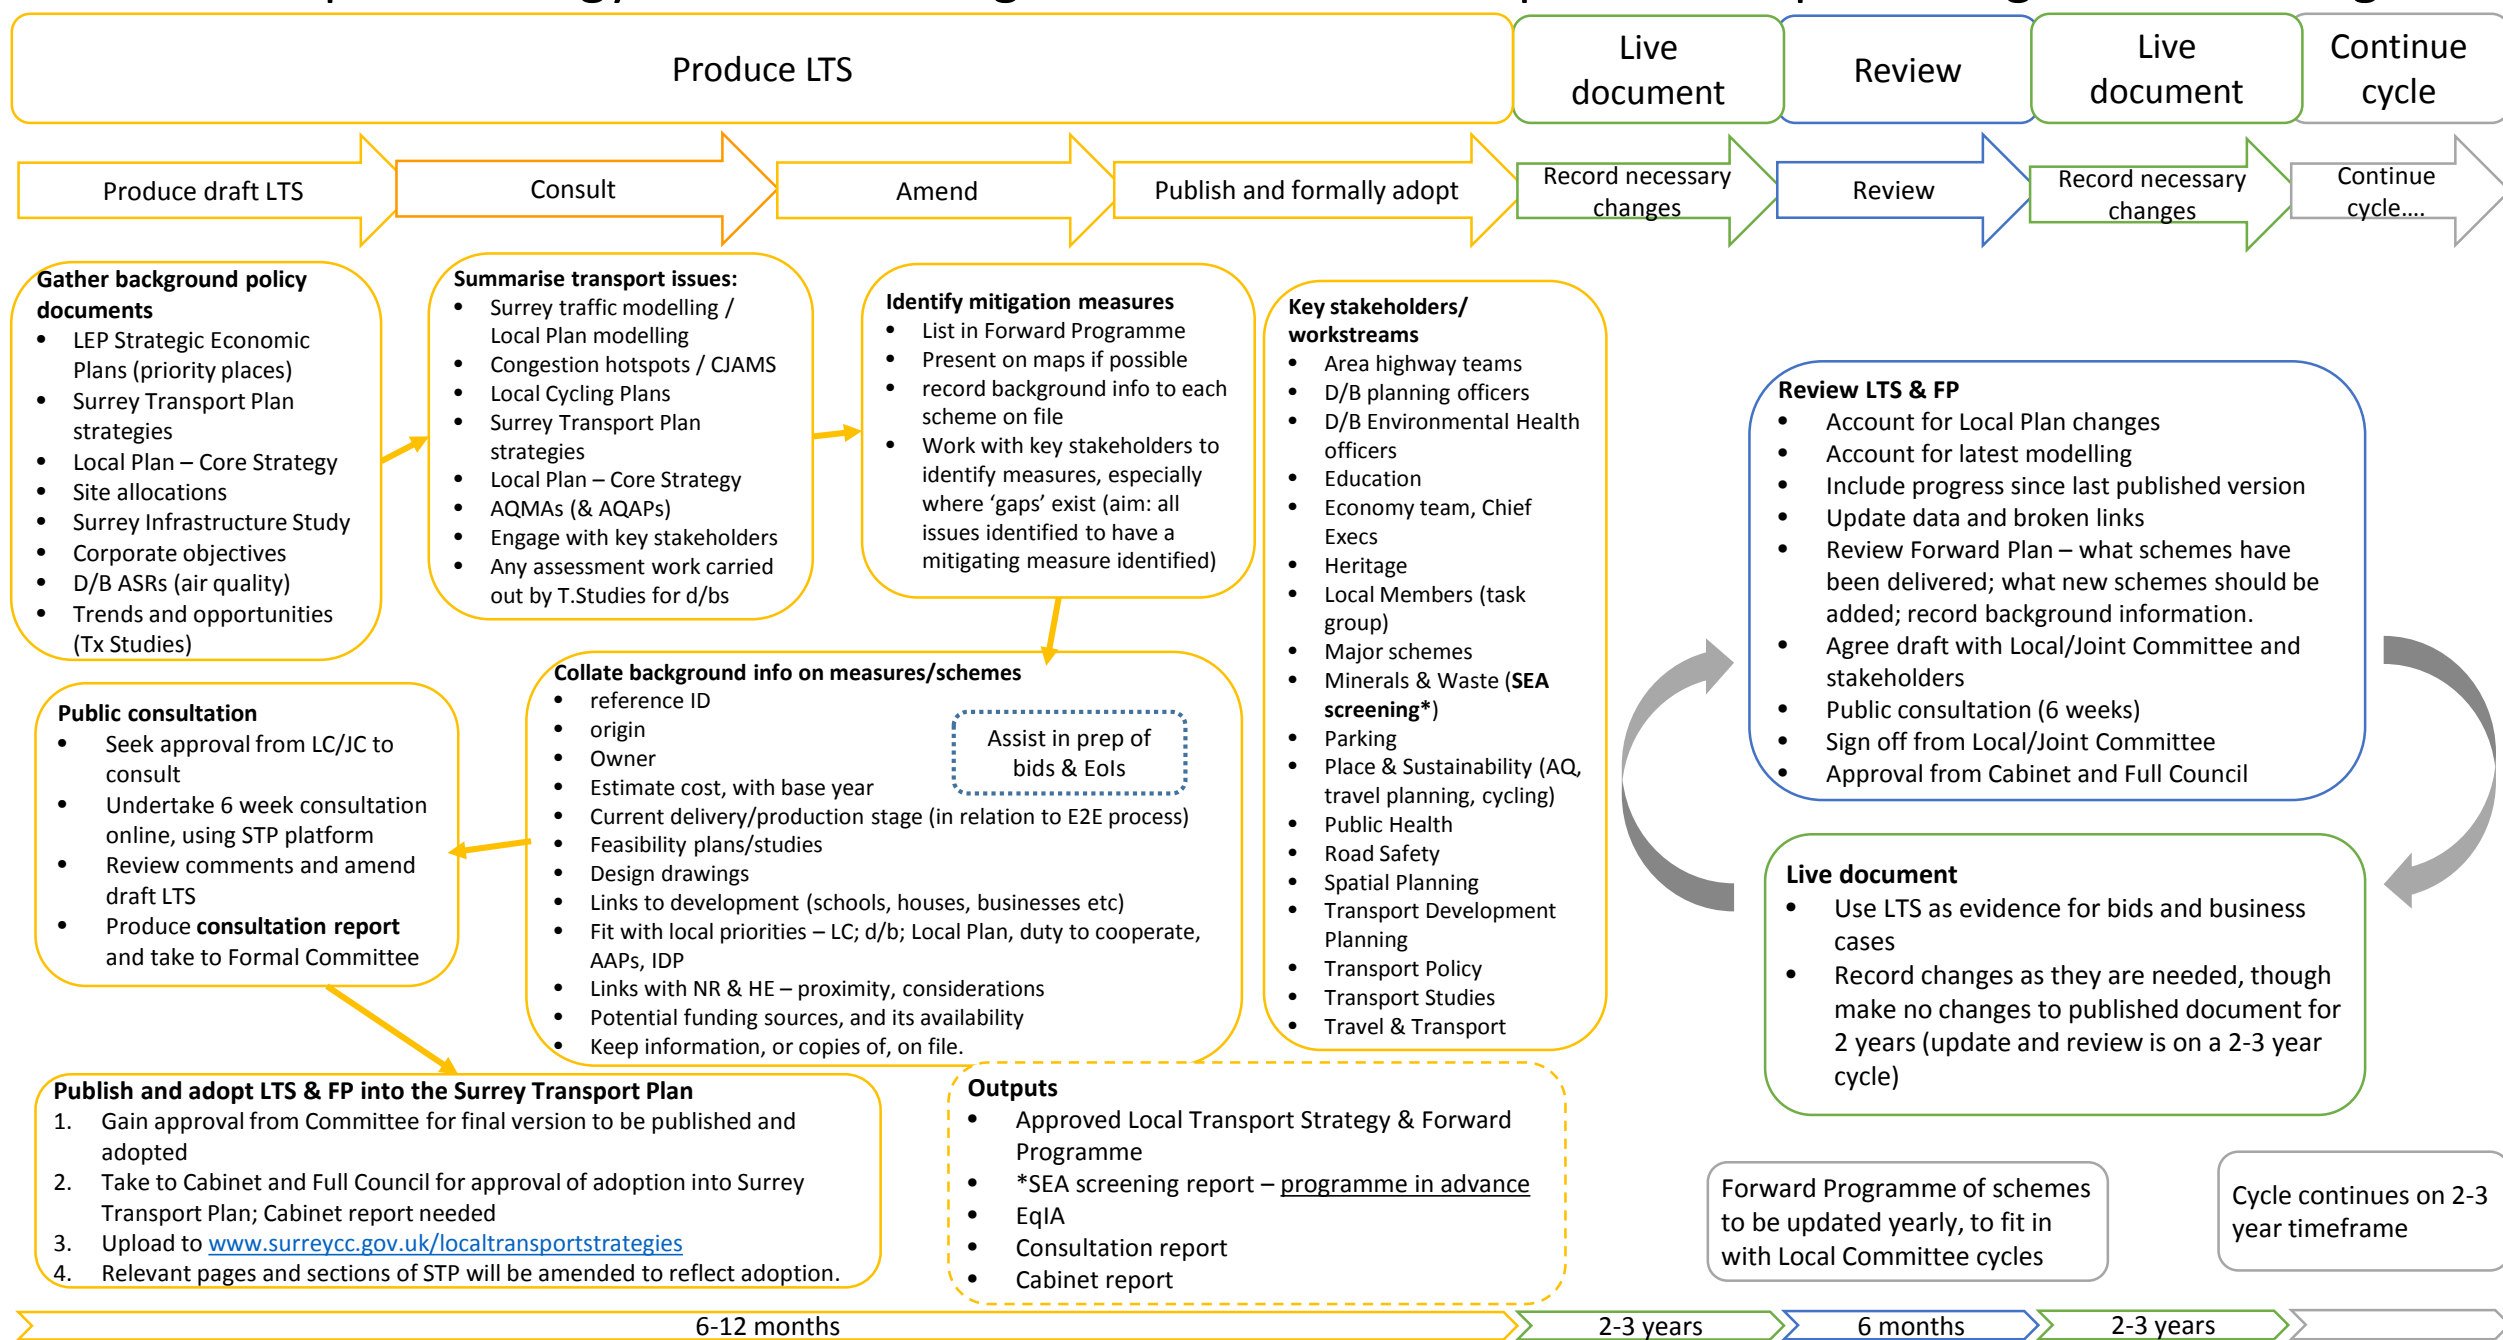 Produce LTS
Live
document
Review
Live
document
Continue
cycle
Produce draft LTS
Consult
Amend
Publish and formally adopt
Record necessary
changes
Review
Record necessary
changes
Continue
cycle....
Gather background policy
documents
• LEP Strategic Economic
Plans (priority places)
• Surrey Transport Plan
strategies
• Local Plan – Core Strategy
• Site allocations
• Surrey Infrastructure Study
• Corporate objectives
• D/B ASRs (air quality)
• Trends and opportunities
(Tx Studies)
Summarise transport issues:
• Surrey traffic modelling /
Local Plan modelling
• Congestion hotspots / CJAMS
• Local Cycling Plans
• Surrey Transport Plan
strategies
• Local Plan – Core Strategy
• AQMAs (& AQAPs)
• Engage with key stakeholders
• Any assessment work carried
out by T.Studies for d/bs
Identify mitigation measures
• List in Forward Programme
• Present on maps if possible
• record background info to each
scheme on file
• Work with key stakeholders to
identify measures, especially
where ‘gaps’ exist (aim: all
issues identified to have a
mitigating measure identified)
Key stakeholders/
workstreams
• Area highway teams
• D/B planning officers
• D/B Environmental Health
officers
• Education
• Economy team, Chief
Execs
• Heritage
• Local Members (task
group)
• Major schemes
• Minerals & Waste (SEA
screening*)
• Parking
• Place & Sustainability (AQ,
travel planning, cycling)
• Public Health
• Road Safety
• Spatial Planning
• Transport Development
Planning
• Transport Policy
• Transport Studies
• Travel & Transport
Review LTS & FP
• Account for Local Plan changes
• Account for latest modelling
• Include progress since last published version
• Update data and broken links
• Review Forward Plan – what schemes have
been delivered; what new schemes should be
added; record background information.
• Agree draft with Local/Joint Committee and
stakeholders
• Public consultation (6 weeks)
• Sign off from Local/Joint Committee
• Approval from Cabinet and Full Council
Collate background info on measures/schemes
• reference ID
• origin
• Owner
• Estimate cost, with base year
• Current delivery/production stage (in relation to E2E process)
• Feasibility plans/studies
• Design drawings
• Links to development (schools, houses, businesses etc)
• Fit with local priorities – LC; d/b; Local Plan, duty to cooperate,
AAPs, IDP
• Links with NR & HE – proximity, considerations
• Potential funding sources, and its availability
• Keep information, or copies of, on file.
Assist in prep of
bids & EoIs
Public consultation
• Seek approval from LC/JC to
consult
• Undertake 6 week consultation
online, using STP platform
• Review comments and amend
draft LTS
• Produce consultation report
and take to Formal Committee
Live document
• Use LTS as evidence for bids and business
cases
• Record changes as they are needed, though
make no changes to published document for
2 years (update and review is on a 2-3 year
cycle)
Publish and adopt LTS & FP into the Surrey Transport Plan
1. Gain approval from Committee for final version to be published and
adopted
2. Take to Cabinet and Full Council for approval of adoption into Surrey
Transport Plan; Cabinet report needed
3. Upload to www.surreycc.gov.uk/localtransportstrategies
4. Relevant pages and sections of STP will be amended to reflect adoption.
Outputs
• Approved Local Transport Strategy & Forward
Programme
• *SEA screening report – programme in advance
• EqIA
• Consultation report
• Cabinet report
Forward Programme of schemes
to be updated yearly, to fit in
with Local Committee cycles
Cycle continues on 2-3
year timeframe
6-12 months
2-3 years
6 months
2-3 years